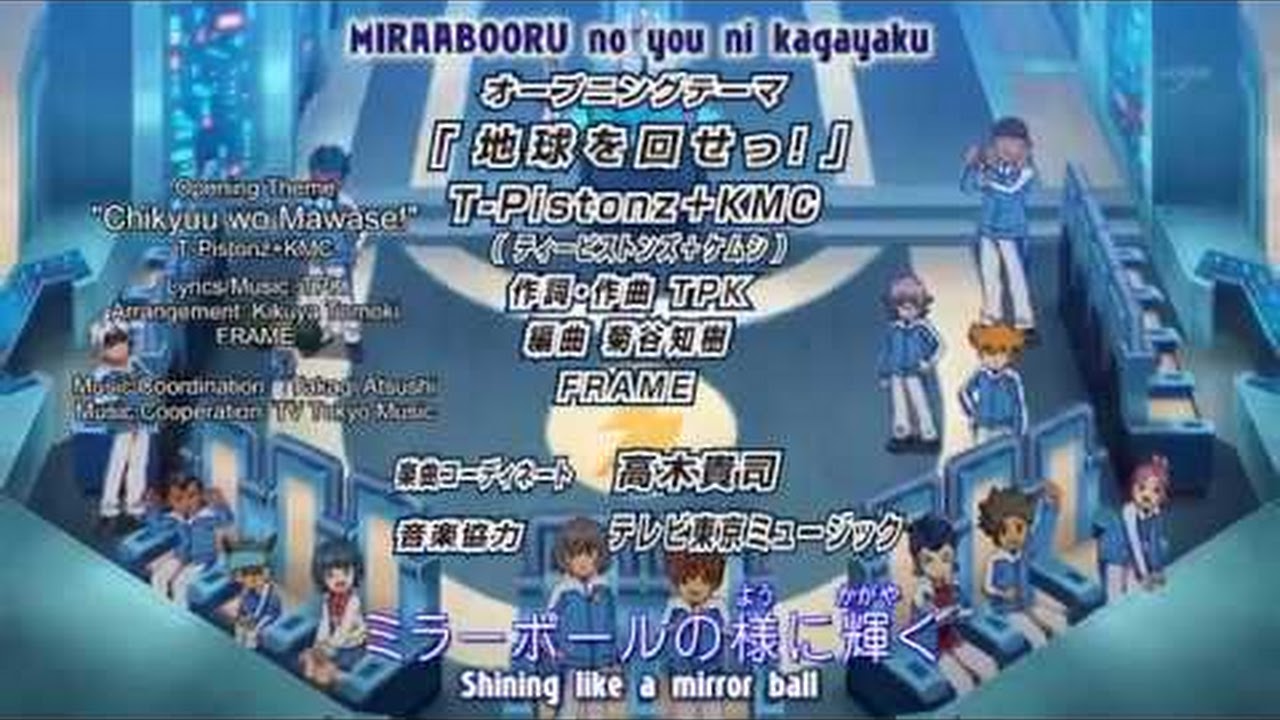 MIRAABOORU no you ni kagayaku
オープニングテーマ
『地球を回せっ!』
T-Pistonz+KMC
(ティーピストンズ+ケムシ)
作詞・作曲 TPK
編曲 菊谷知樹
FRAME
楽曲コーディネート 高木貴司
音楽協力 テレビ東京ミュージック
Opening Theme
"Chikyuu wo Mawase!"
T-Pistonz+KMC
Lyrics/Music: TPK
Arrangement: Kikuya Tomoki
FRAME
Music Coordination: Takagi Atsushi
Music Cooperation: TV Tokyo Music
よう かがや
ミラーボールの様に輝く
Shining like a mirror ball